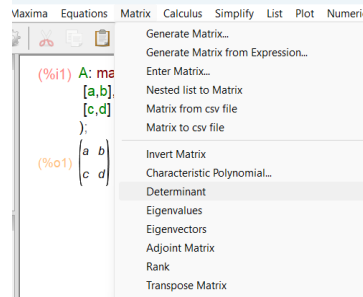 Maxima Equations Matrix Calculus Simplify List Plot Numeric
Generate Matrix...
Generate Matrix from Expression...
Enter Matrix...
Nested list to Matrix
Matrix from csv file
Matrix to csv file
Invert Matrix
Characteristic Polynomial...
Determinant
Eigenvalues
Eigenvectors
Adjoint Matrix
Rank
Transpose Matrix
(%i1) A: ma
[a,b],
[c,d]
);
(%o1) a b
c d